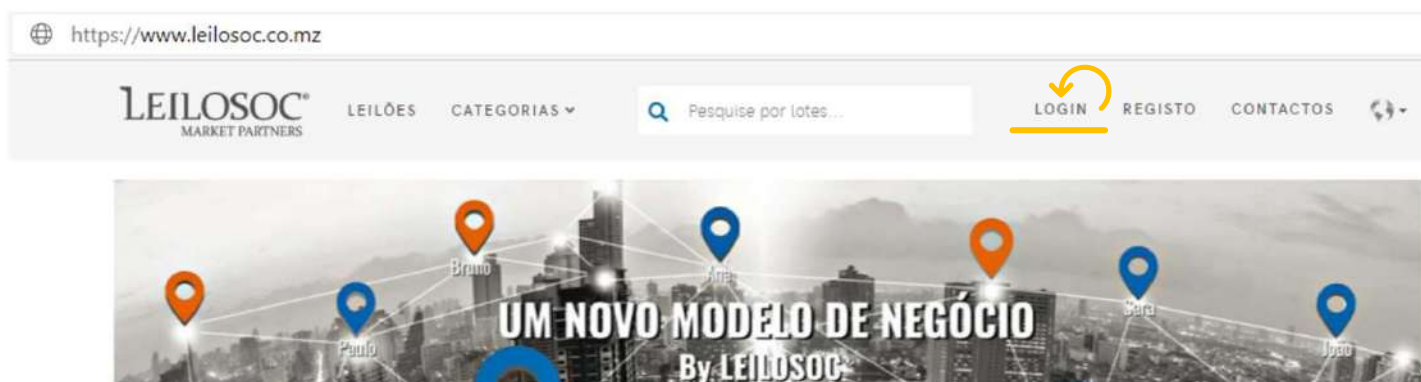 https://www.leilosoc.co.mz
LEILOSOC®
MARKET PARTNERS
LEILÕES CATEGORIAS
Pesquise por lotes...
LOGIN REGISTO CONTACTOS
Bruno
Ana
Sara
Paulo
João
UM NOVO MODELO DE NEGÓCIO
By LEILOSOC®